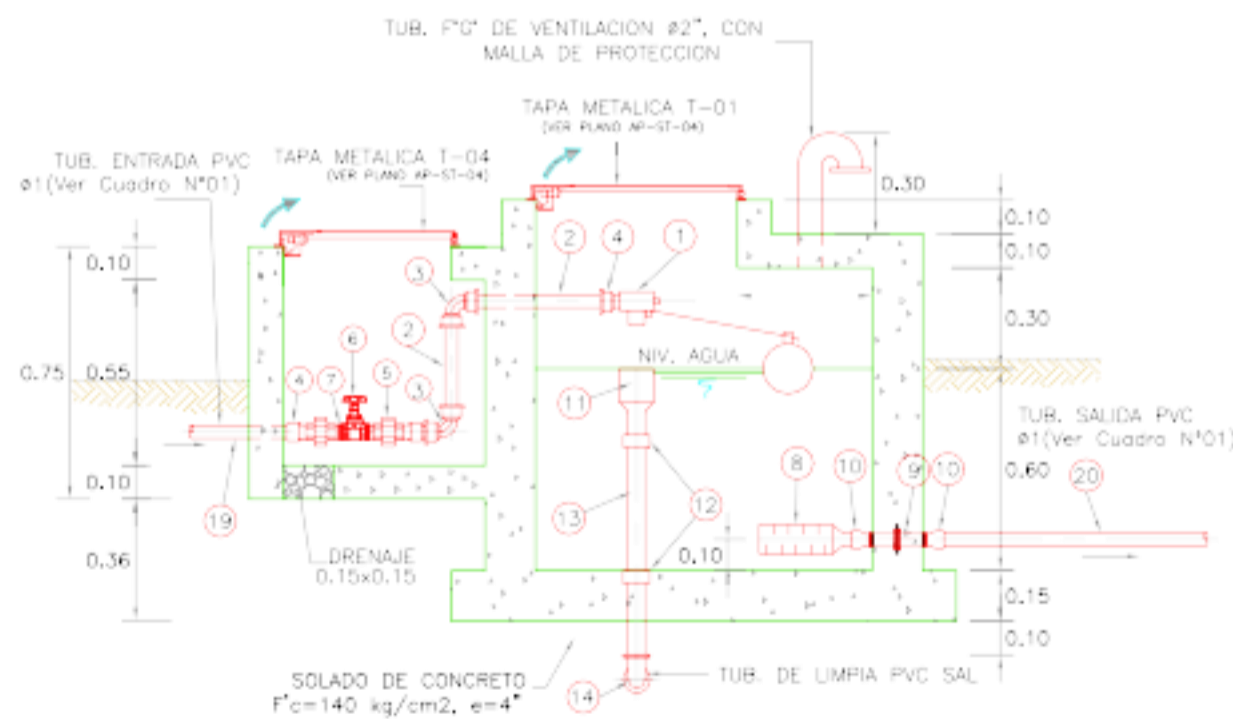 TUB. F°G° DE VENTILACION ø2", CON
MALLA DE PROTECCION
TAPA METALICA T-01
(VER PLANO AP-ST-04)
TUB. ENTRADA PVC
ø1(Ver Cuadro N°01)
TAPA METALICA T-04
(VER PLANO AP-ST-04)
0.30
0.10
0.10
0.30
0.60
0.15
0.10
0.10
0.75
0.55
0.10
0.36
2
4
1
3
2
6
4
7
5
3
NIV. AGUA
11
TUB. SALIDA PVC
ø1(Ver Cuadro N°01)
8
10
9
10
20
19
13
12
0.10
DRENAJE
0.15x0.15
SOLADO DE CONCRETO
F'c=140 kg/cm2. e=4"
14
TUB. DE LIMPIA PVC SAL